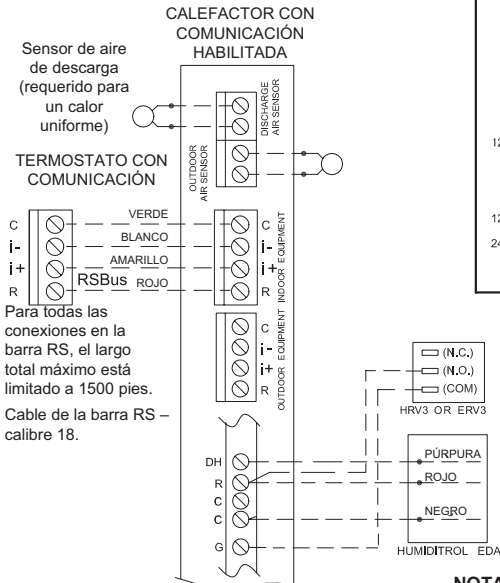 CALEFACTOR CON
COMUNICACIÓN
HABILITADA
Sensor de aire
de descarga
(requerido para
un calor
uniforme)
DISCHARGE
AIR SENSOR
OUTDOOR
AIR SENSOR
TERMOSTATO CON
COMUNICACIÓN
C
i-
i+
R
VERDE
BLANCO
AMARILLO
RSBus
ROJO
C
i-
i+
R
INDOOR EQUIPMENT
Para todas las
conexiones en la
barra RS, el largo
total máximo está
limitado a 1500 pies.
Cable de la barra RS –
calibre 18.
C
i-
i+
R
OUTDOOR EQUIPMENT
(N.C.)
(N.O.)
(COM)
HRV3 OR ERV3
DH
R
C
C
G
PÚRPURA
ROJO
NEGRO
HUMIDITROL EDA
12
12
24
NOTA